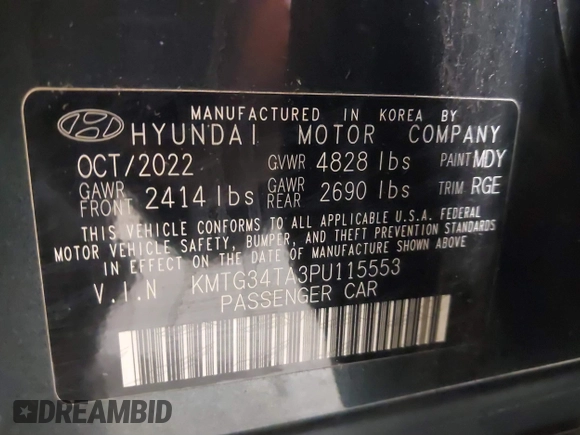 MANUFACTURED IN KOREA BY
HYUNDAI MOTOR COMPANY
OCT/2022 GVWR 4828 lbs PAINT MDY
GAWR FRONT 2414 lbs GAWR REAR 2690 lbs TRIM RGE
THIS VEHICLE CONFORMS TO ALL APPLICABLE U.S.A. FEDERAL
MOTOR VEHICLE SAFETY, BUMPER, AND THEFT PREVENTION STANDARDS
IN EFFECT ON THE DATE OF MANUFACTURE SHOWN ABOVE
V.I.N KMTG34TA3PU115553
PASSENGER CAR
DREAMBID